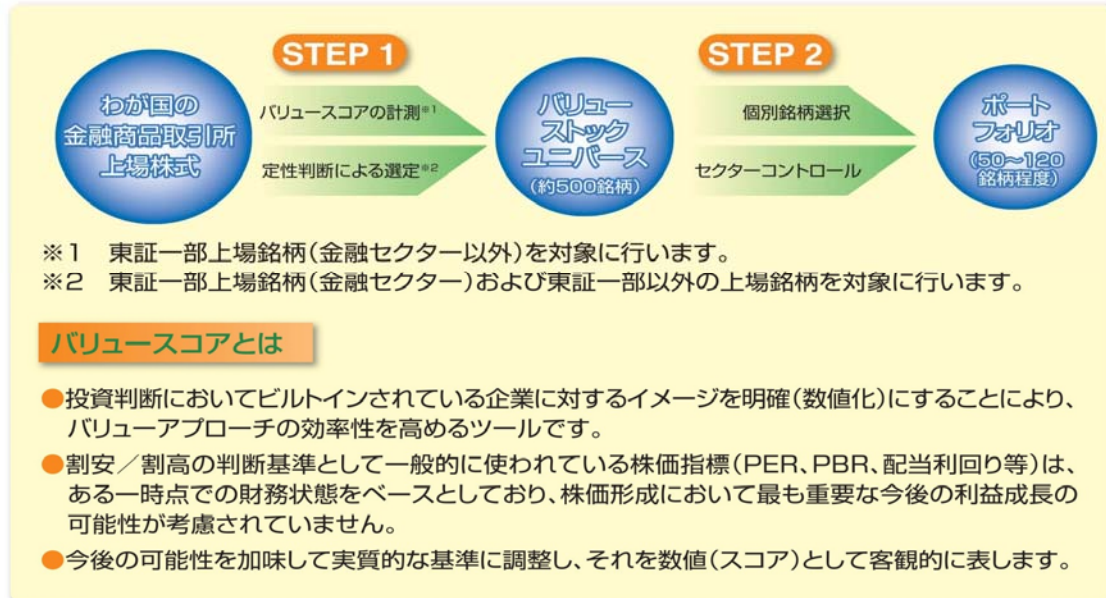 STEP 1
STEP 2
わが国の
金融商品取引所
上場株式
バリュースコアの計測※1
定性判断による選定※2
バリュー
ストック
ユニバース
(約500銘柄)
個別銘柄選択
セクターコントロール
ポート
フォリオ
(50〜120
銘柄程度)
※1 東証一部上場銘柄(金融セクター以外)を対象に行います。
※2 東証一部上場銘柄(金融セクター)および東証一部以外の上場銘柄を対象に行います。
バリュースコアとは
●投資判断においてビルトインされている企業に対するイメージを明確(数値化)にすることにより、
バリューアプローチの効率性を高めるツールです。
●割安/割高の判断基準として一般的に使われている株価指標(PER、PBR、配当利回り等)は、
ある一時点での財務状態をベースとしており、株価形成において最も重要な今後の利益成長の
可能性が考慮されていません。
●今後の可能性を加味して実質的な基準に調整し、それを数値(スコア)として客観的に表します。